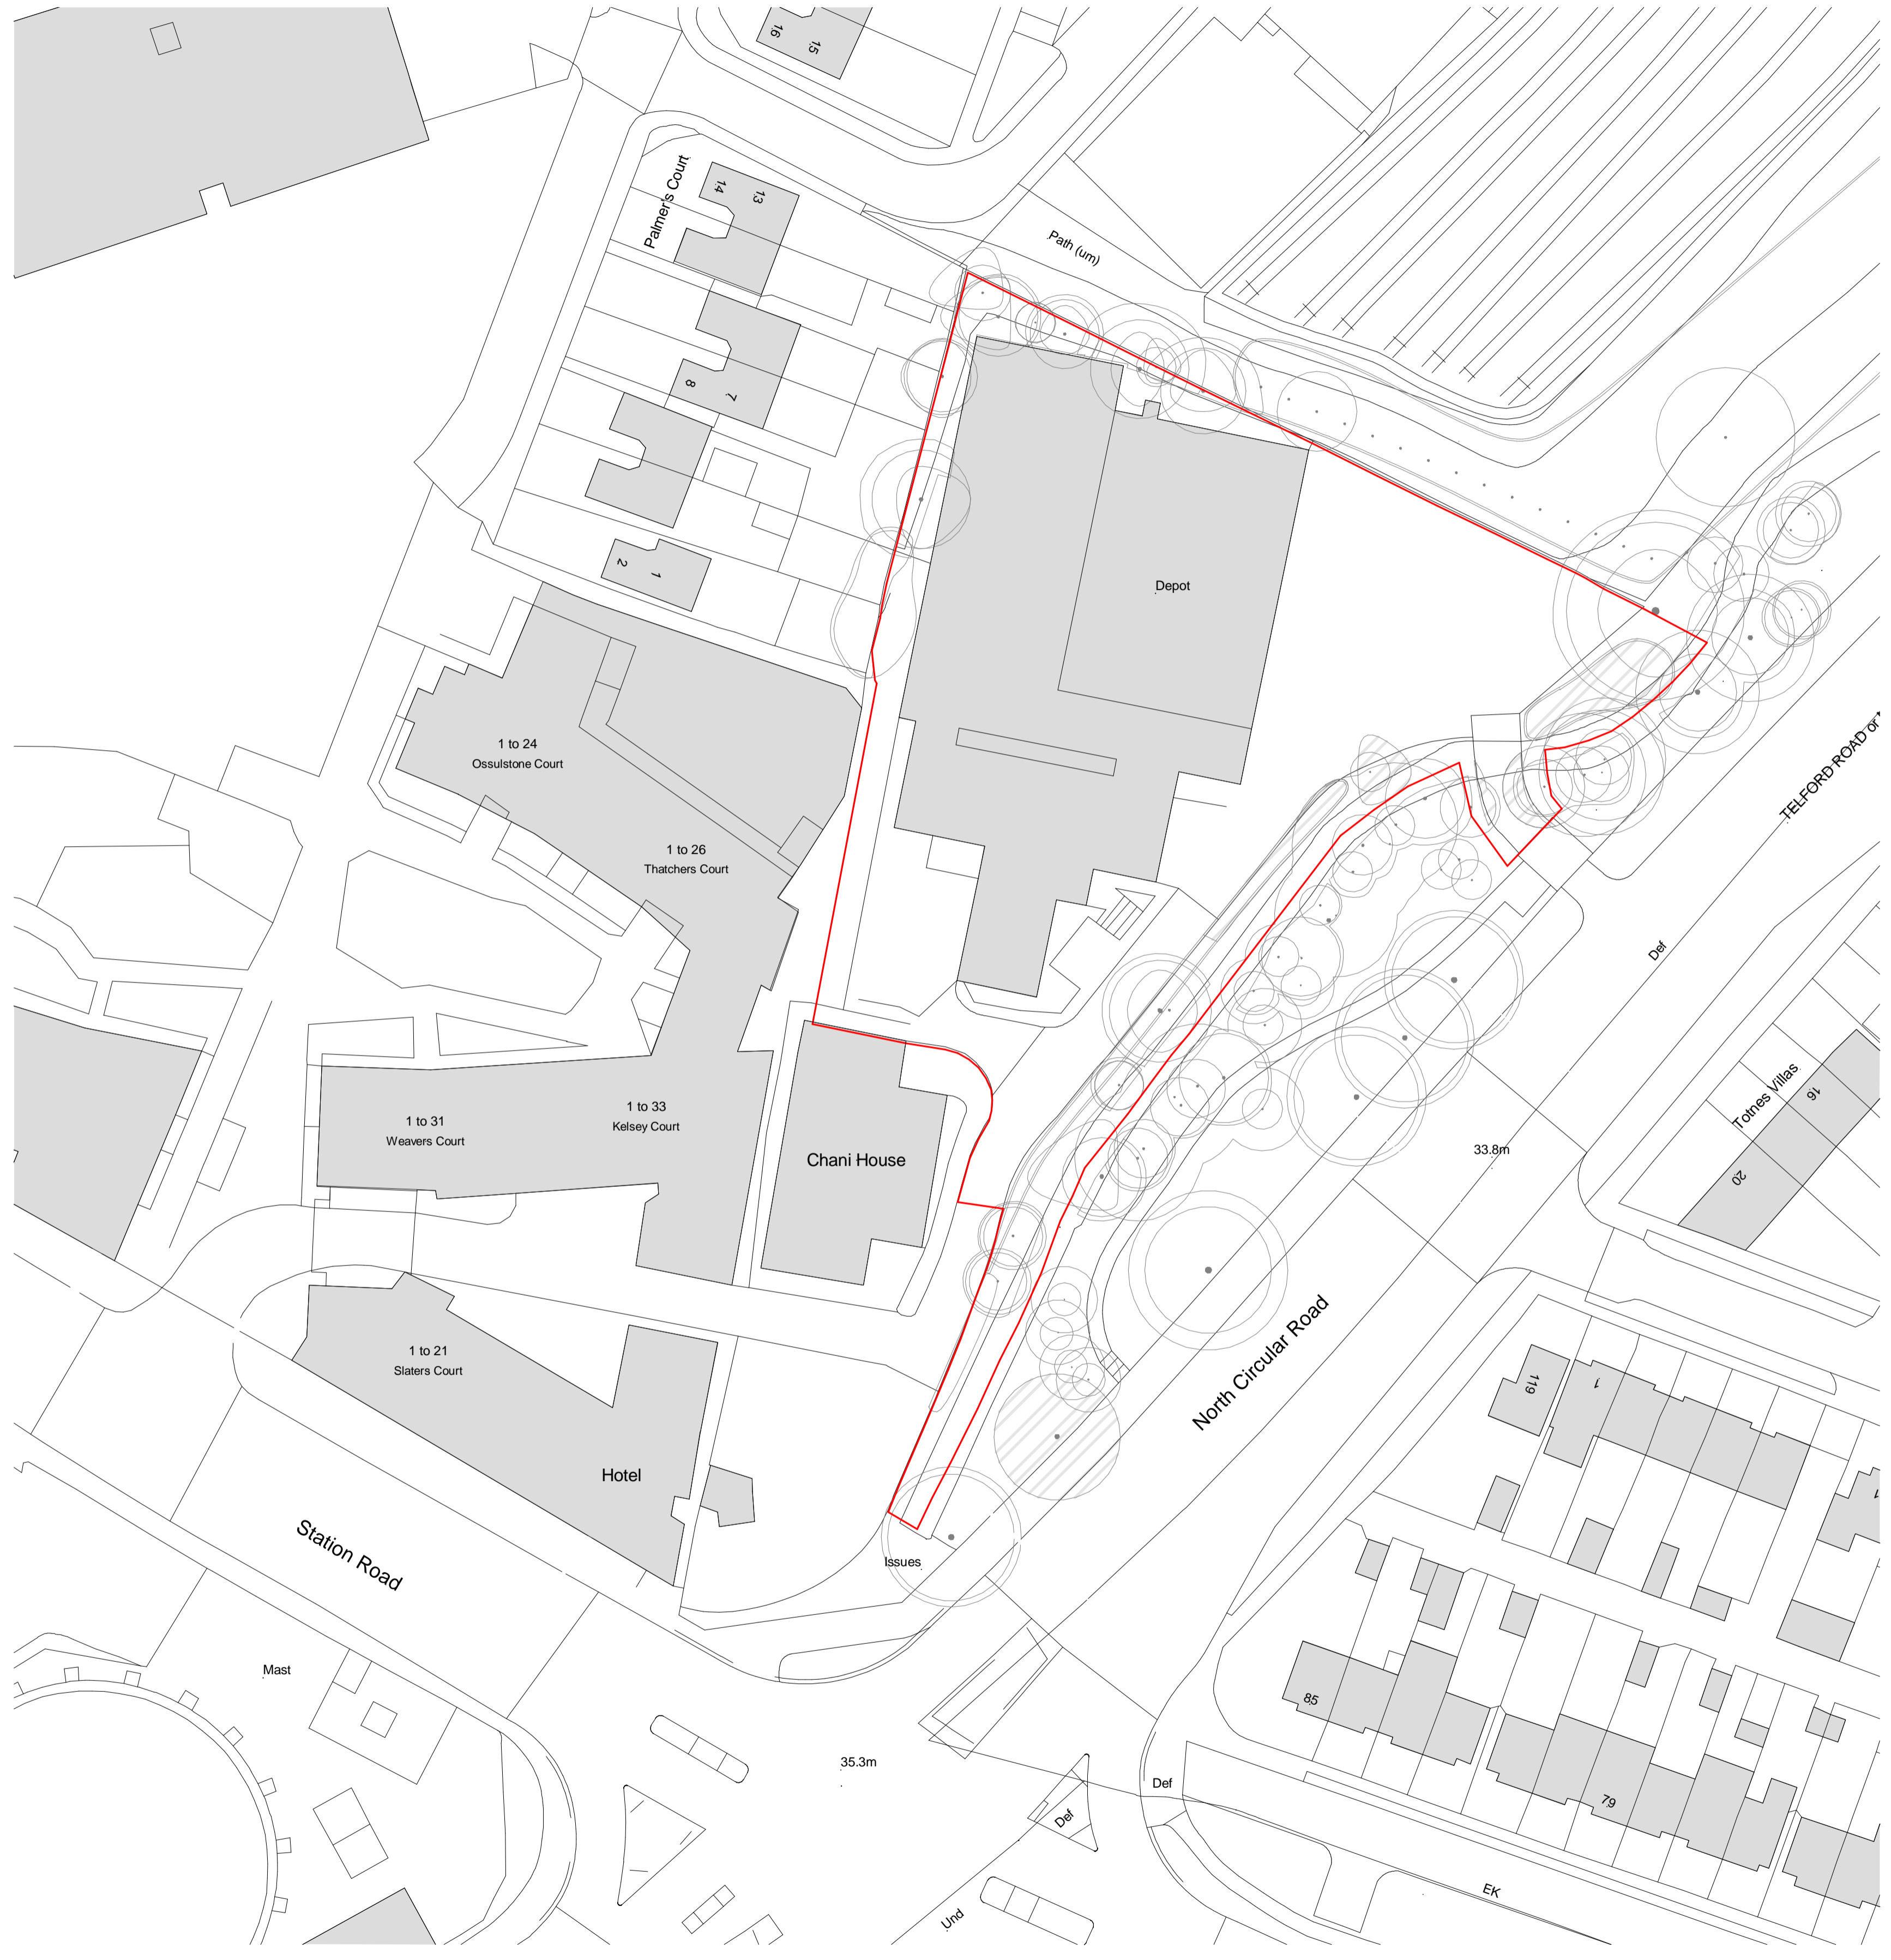 16
15
Palmer's Court
14
13
Path (um)
8
7
2
1
Depot
1 to 24
Ossulstone Court
1 to 26
Thatchers Court
TELFORD ROAD or
Def
Totnes Villas
16
20
1 to 31
Weavers Court
1 to 33
Kelsey Court
Chani House
33.8m
North Circular Road
1 to 21
Slaters Court
119
1
Hotel
1
Station Road
Issues
Mast
85
35.3m
Def
Def
79
EK
Und